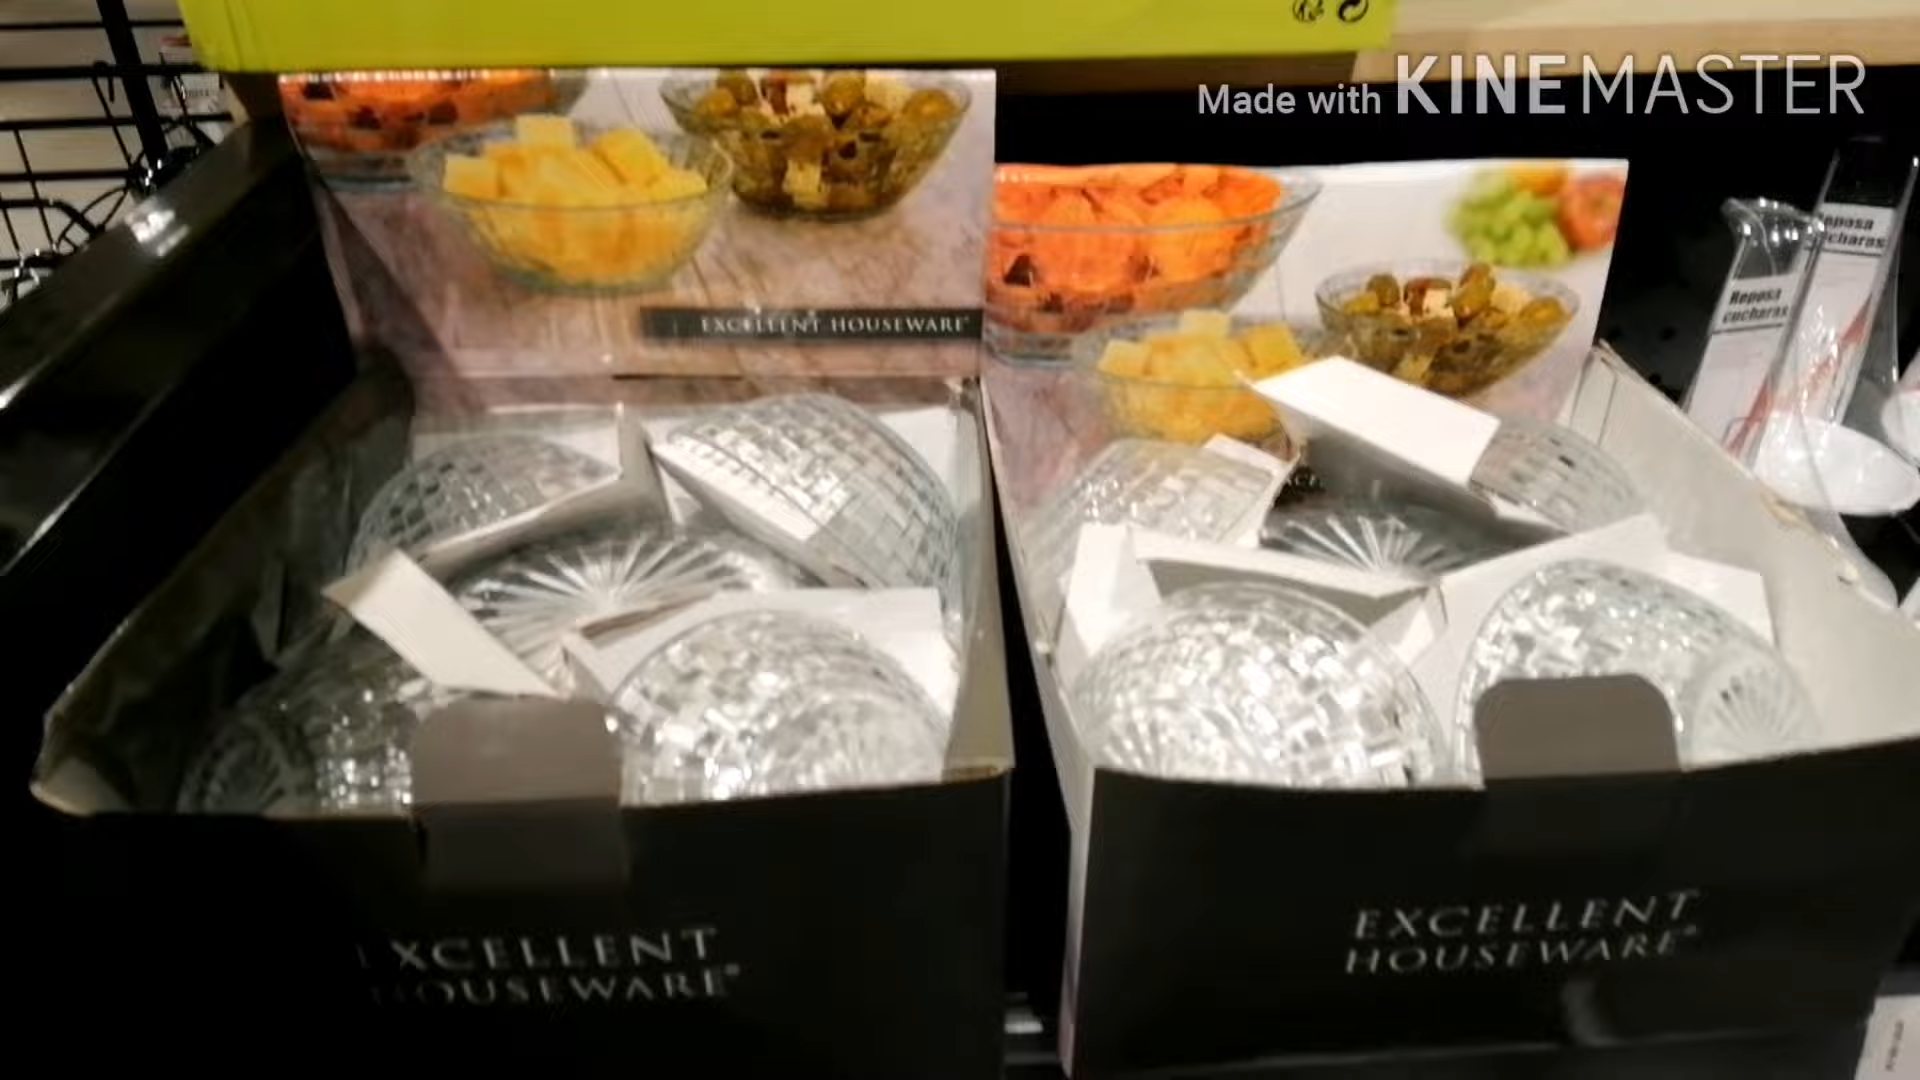 Made with KINEMASTER
Reposa
cucharas
Reposa
cucharas
EXCELLENT HOUSEWARE®
EXCELLENT
HOUSEWARE®
EXCELLENT
HOUSEWARE®